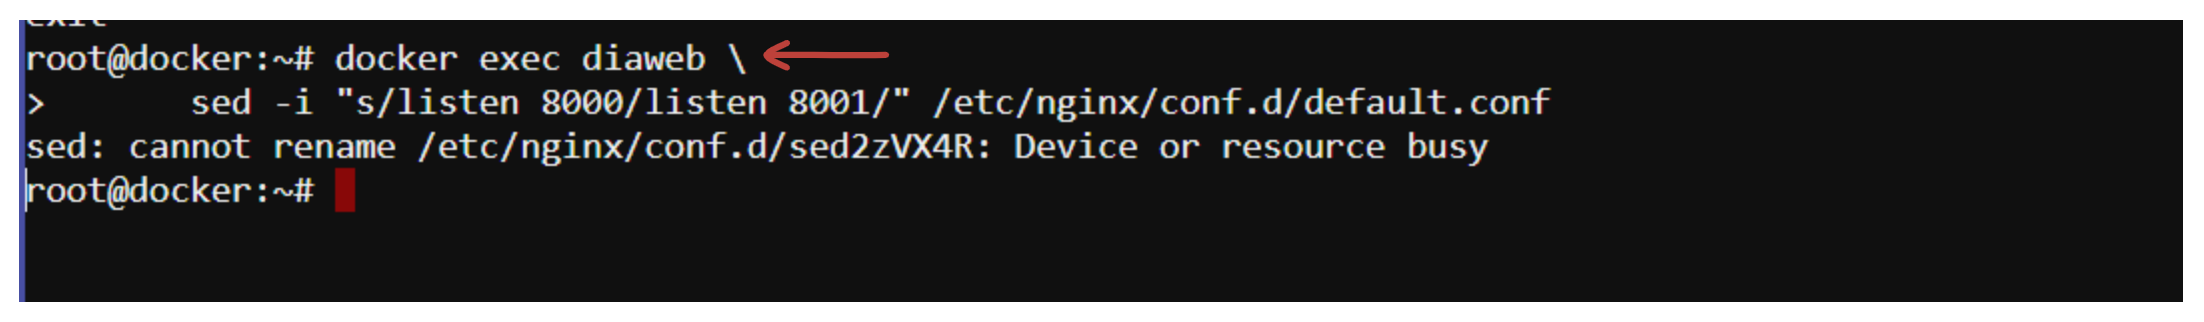 root@docker:~# docker exec diaweb \
>       sed -i "s/listen 8000/listen 8001/" /etc/nginx/conf.d/default.conf
sed: cannot rename /etc/nginx/conf.d/sed2zVX4R: Device or resource busy
root@docker:~#